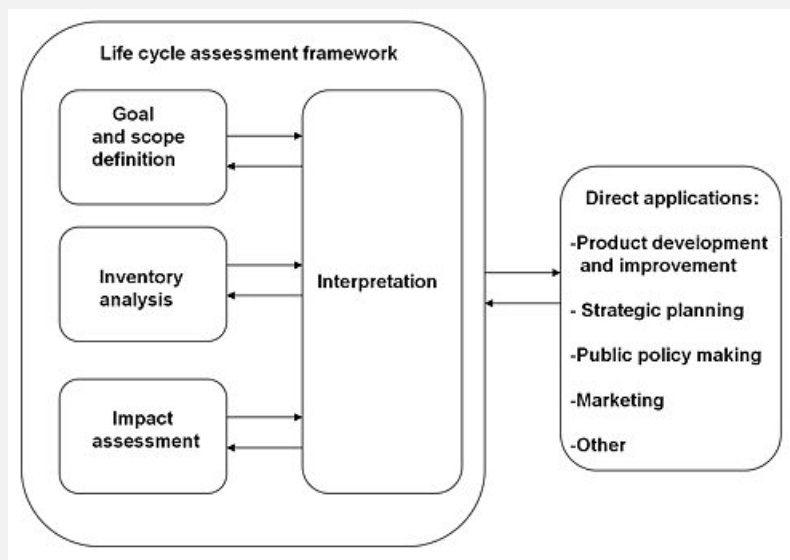 Life cycle assessment framework
Goal
and scope
definition
Inventory
analysis
Impact
assessment
Interpretation
Direct applications:
-Product development
and improvement
- Strategic planning
-Public policy making
-Marketing
-Other